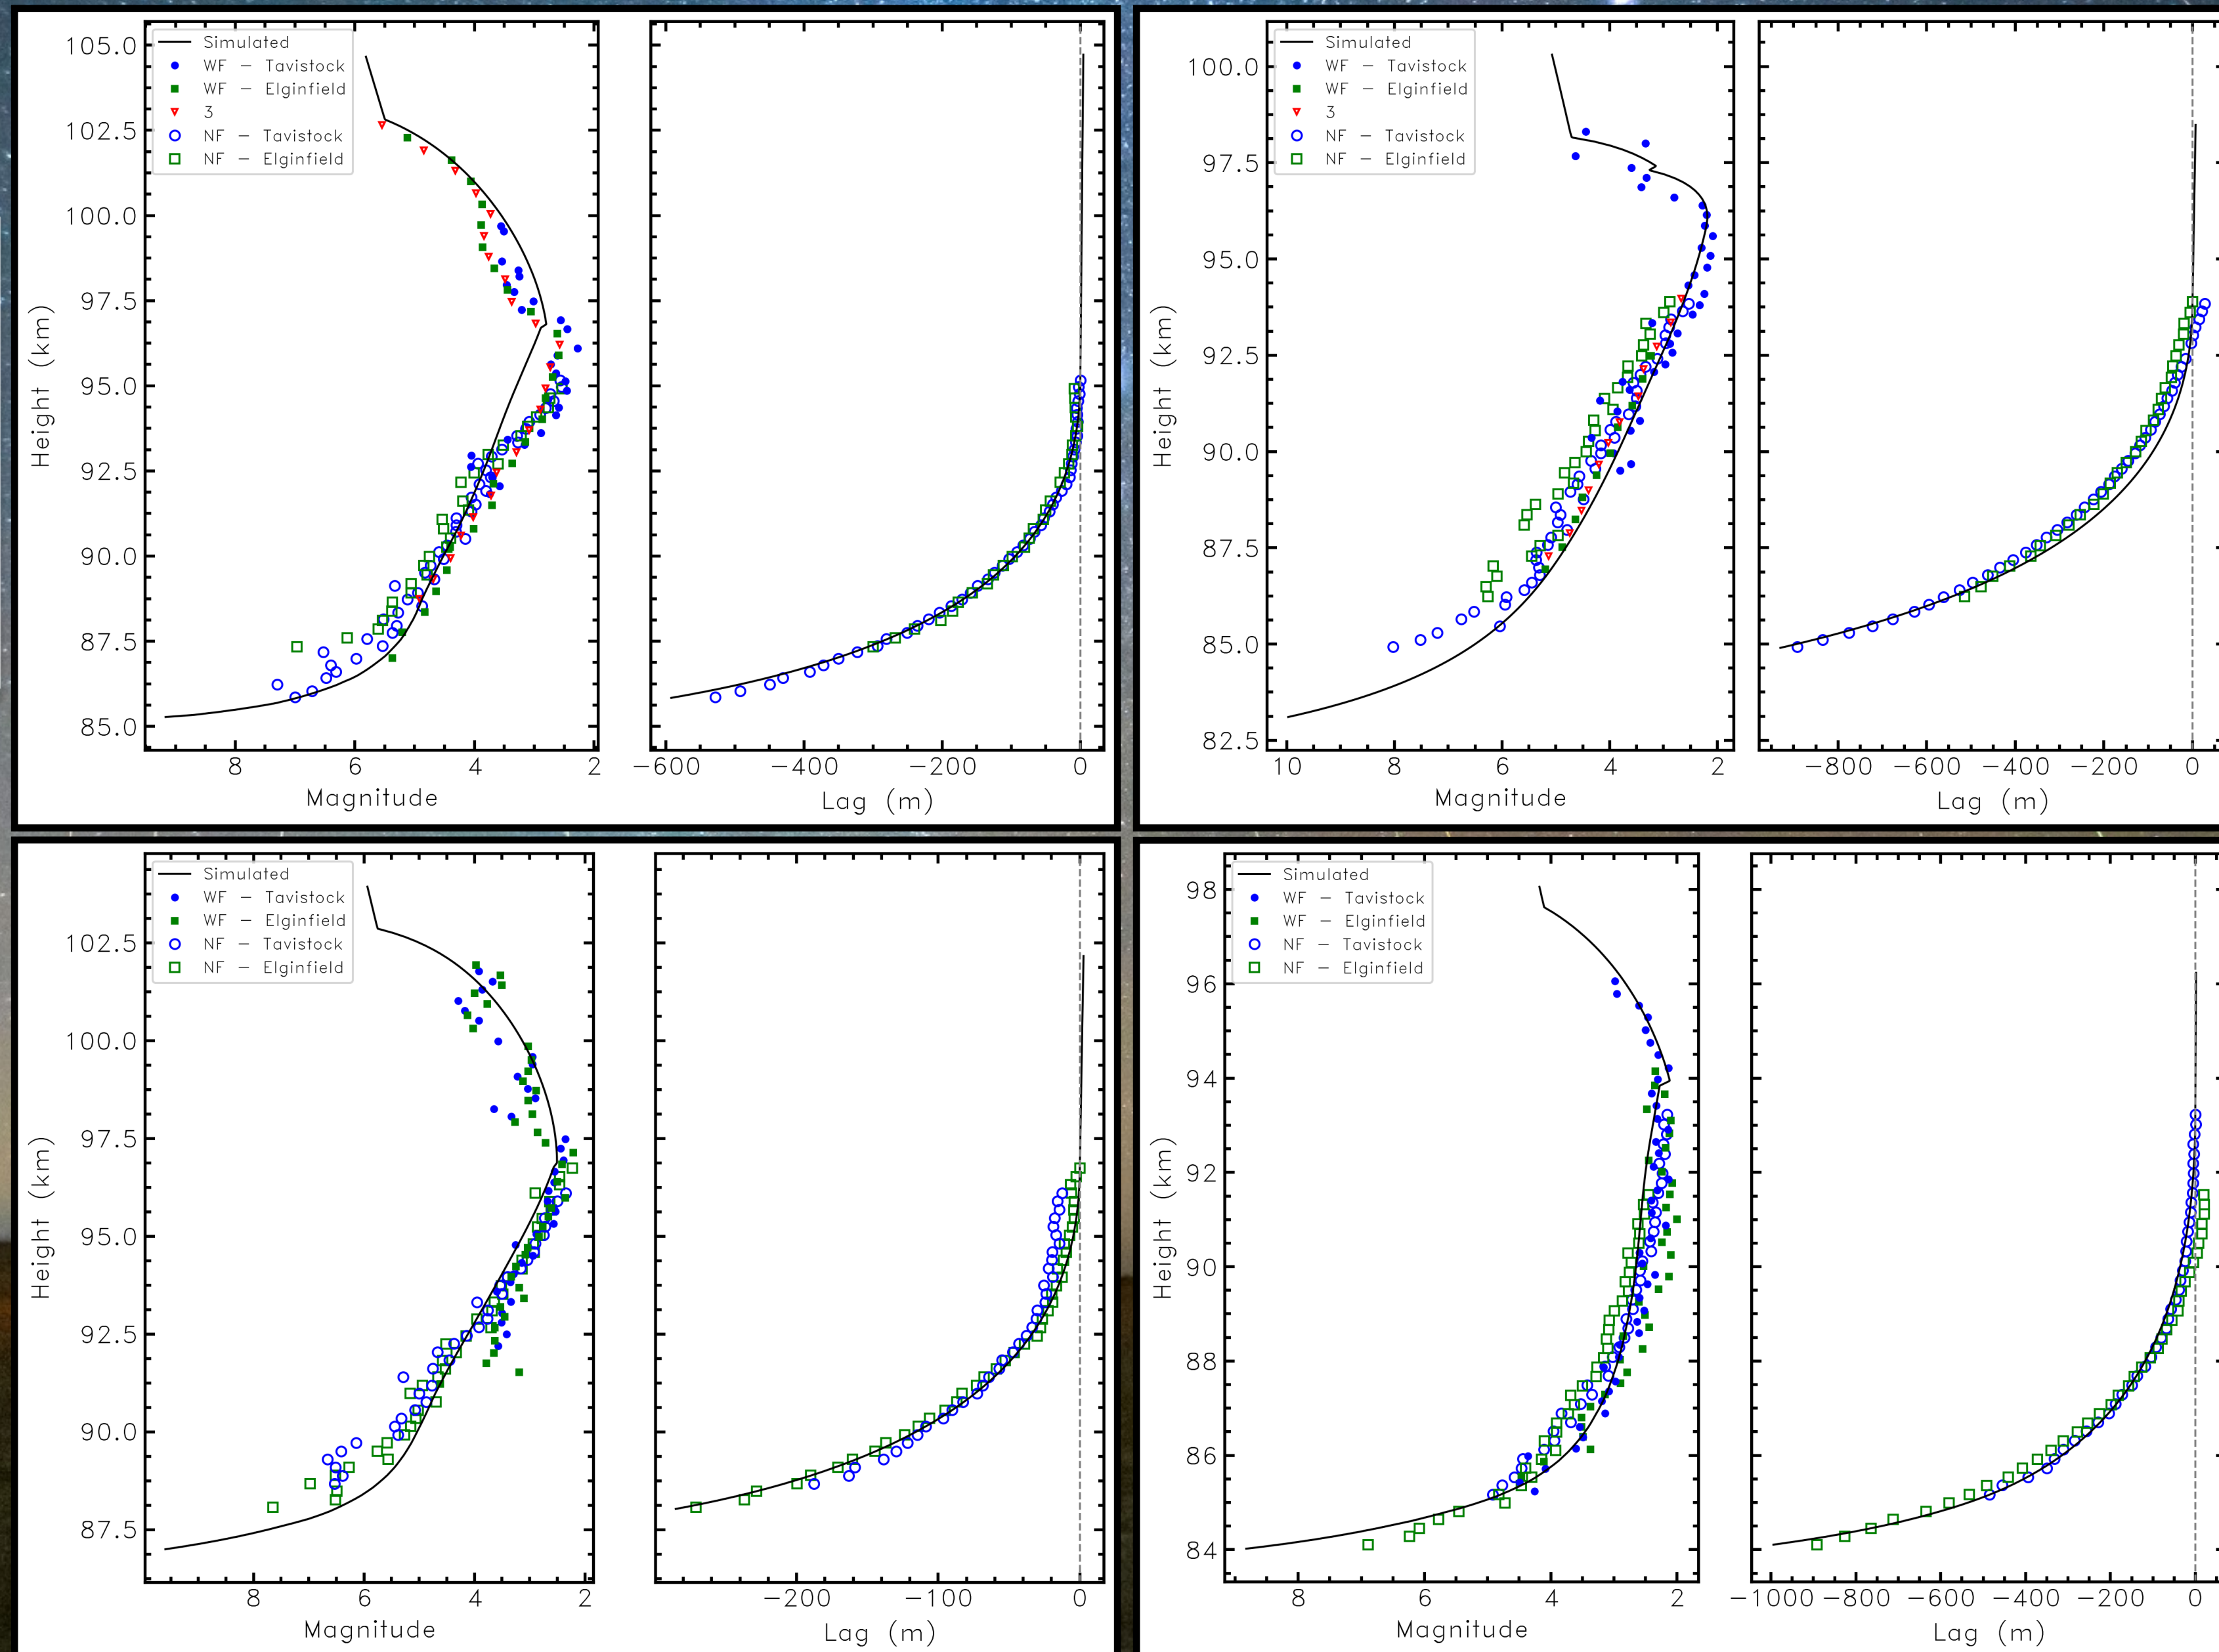 Simulated
WF − Tavistock
WF − Elginfield
3
NF − Tavistock
NF − Elginfield
105.0
102.5
100.0
97.5
95.0
92.5
90.0
87.5
85.0
Height (km)
8 6 4 2
Magnitude
−600 −400 −200 0
Lag (m)
Simulated
WF − Tavistock
WF − Elginfield
3
NF − Tavistock
NF − Elginfield
100.0
97.5
95.0
92.5
90.0
87.5
85.0
82.5
Height (km)
10 8 6 4 2
Magnitude
−800 −600 −400 −200 0
Lag (m)
Simulated
WF − Tavistock
WF − Elginfield
NF − Tavistock
NF − Elginfield
102.5
100.0
97.5
95.0
92.5
90.0
87.5
Height (km)
8 6 4 2
Magnitude
−200 −100 0
Lag (m)
Simulated
WF − Tavistock
WF − Elginfield
NF − Tavistock
NF − Elginfield
98
96
94
92
90
88
86
84
Height (km)
8 6 4 2
Magnitude
−1000 −800 −600 −400 −200 0
Lag (m)